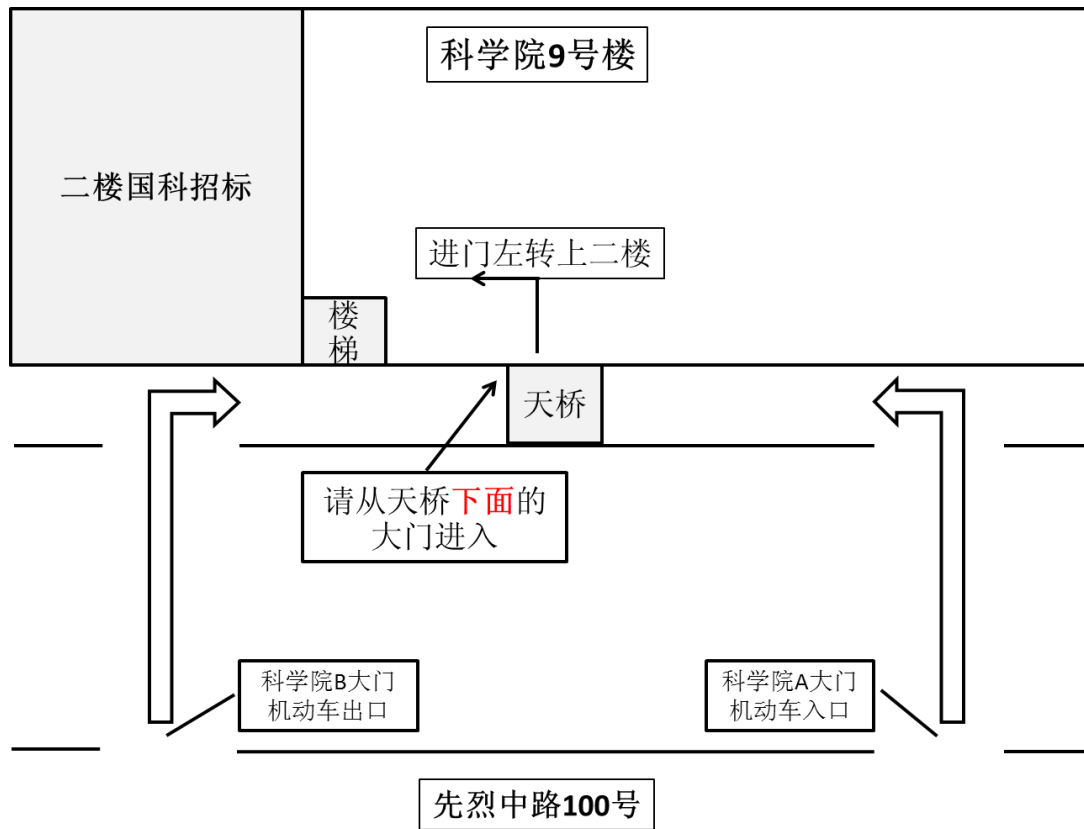 科学院9号楼
二楼国科招标
进门左转上二楼
楼
梯
天桥
请从天桥下面的
大门进入
科学院B大门
机动车出口
科学院A大门
机动车入口
先烈中路100号